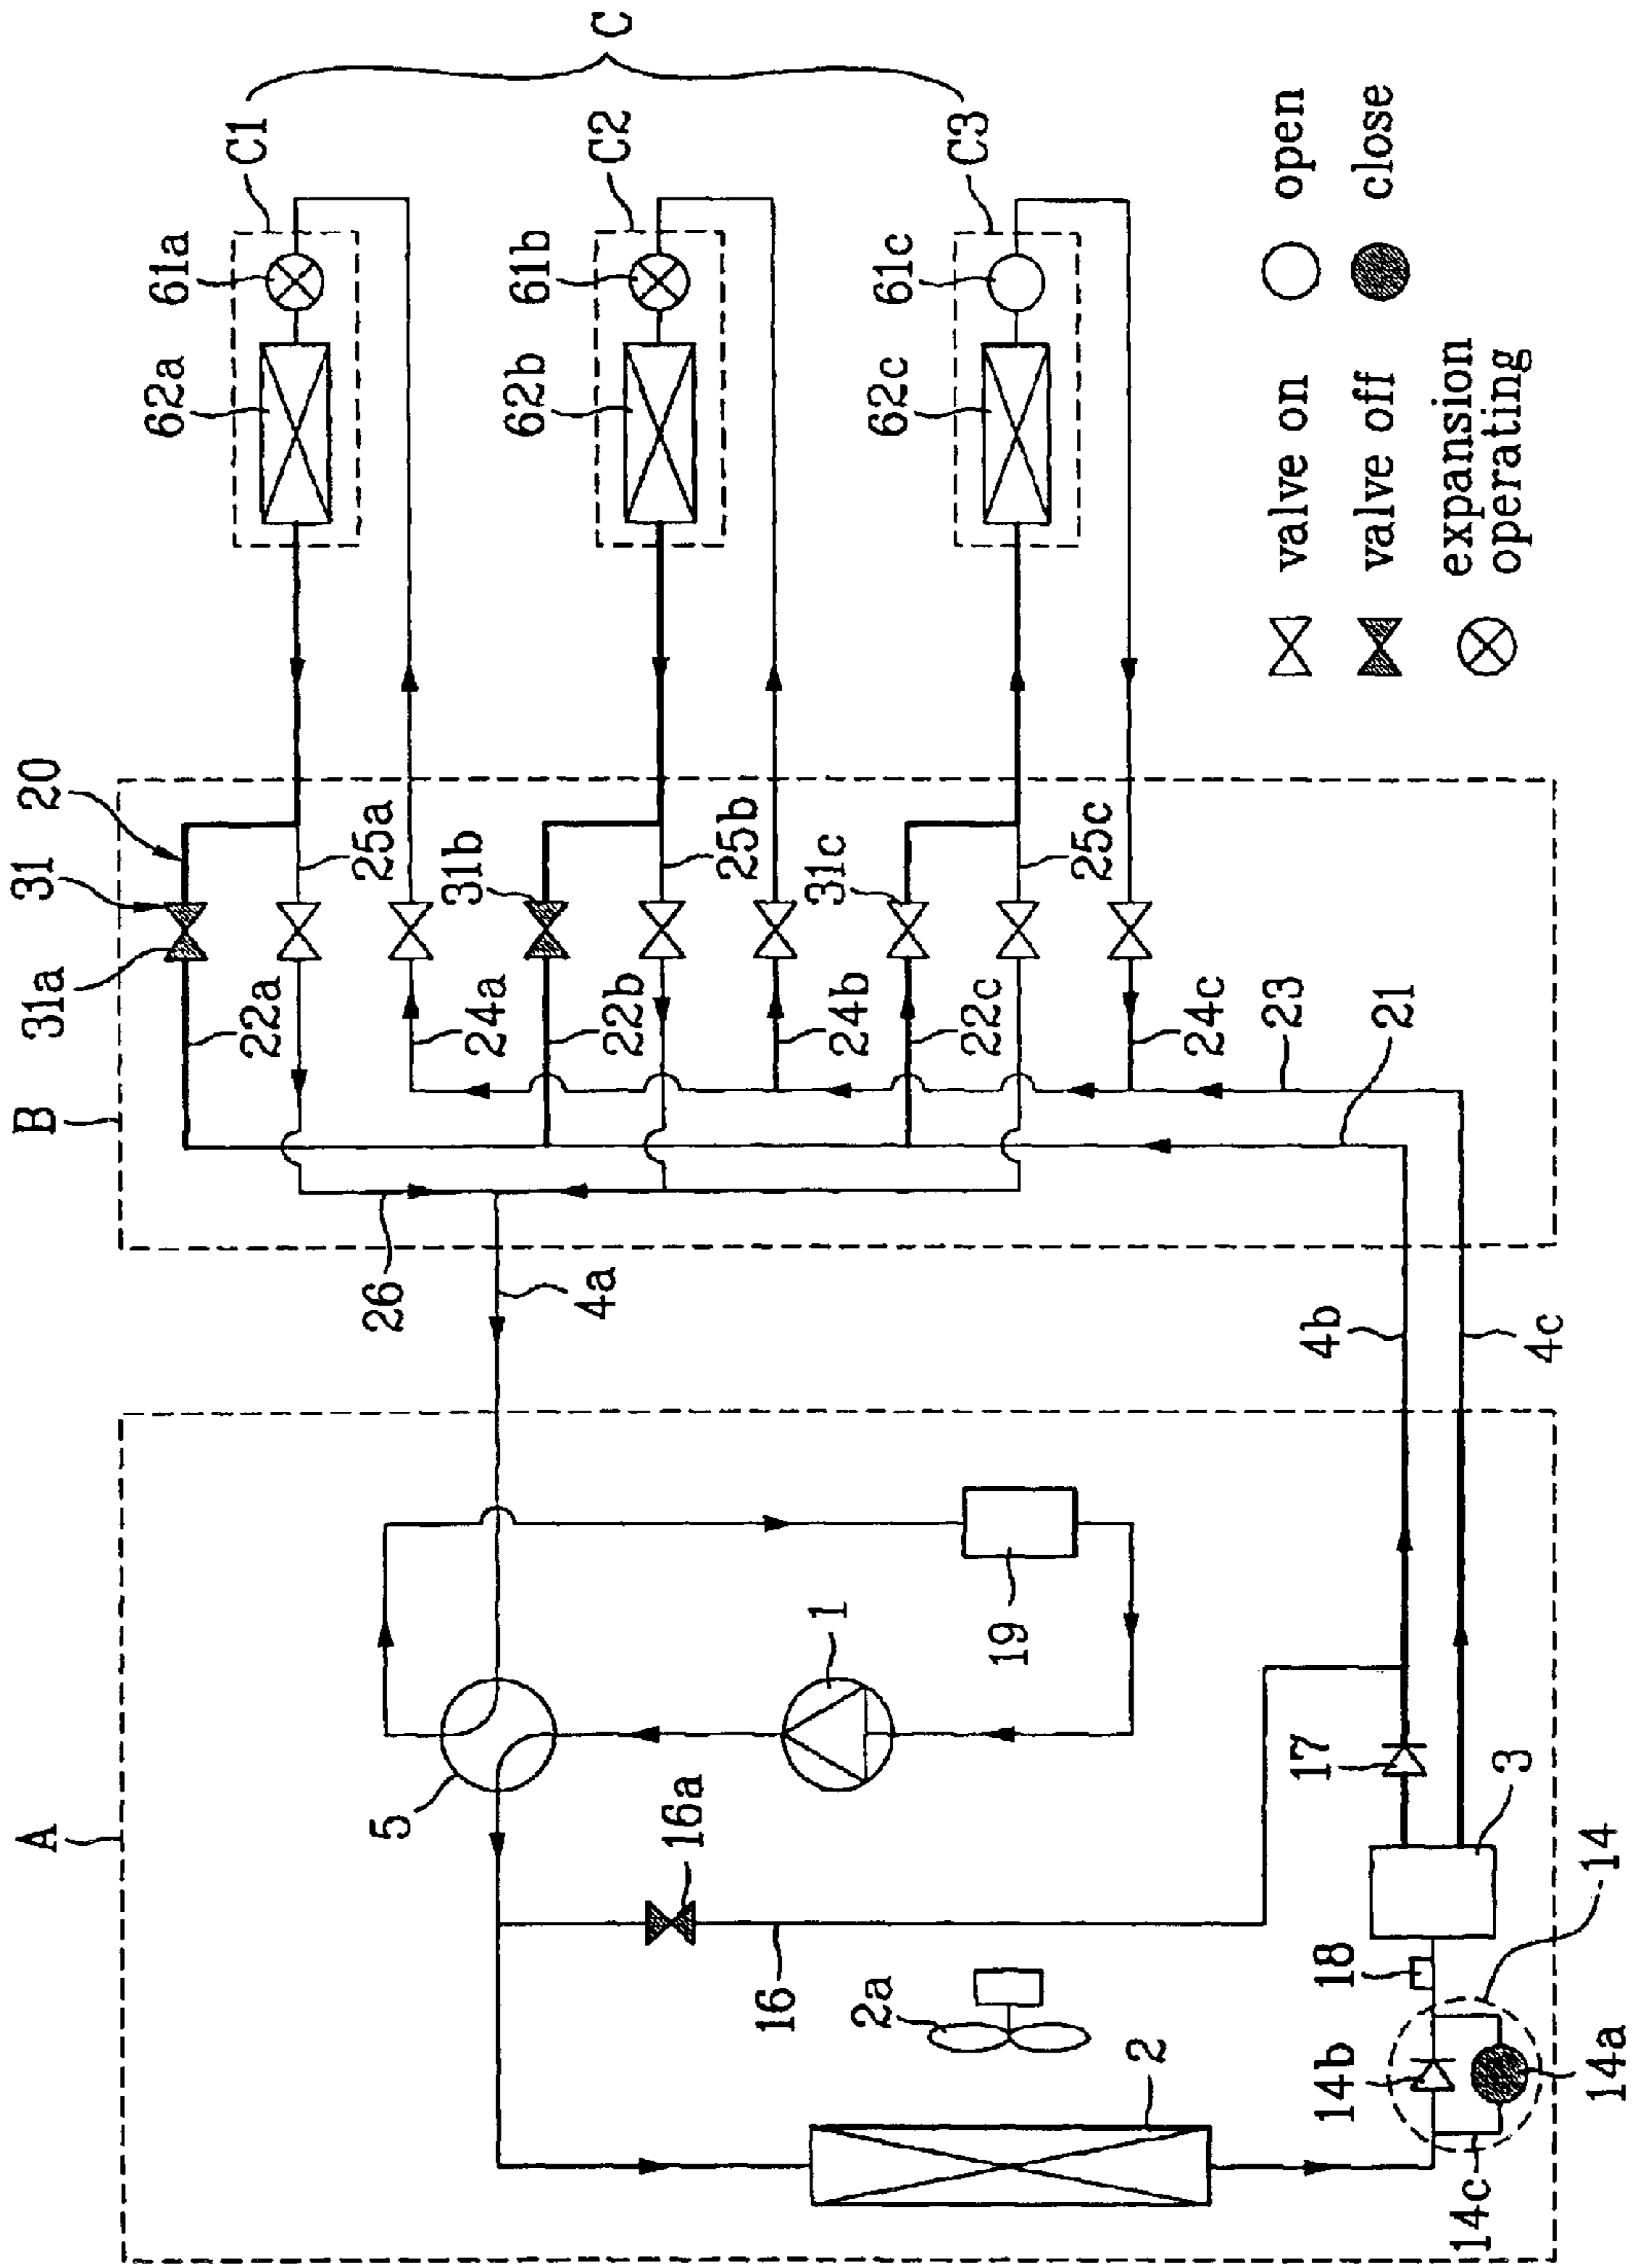 A
B
C
C1
C2
C3
31
20
31a
22a
25a
24a
31b
22b
25b
24b
31c
22c
25c
24c
23
21
26
4a
4b
4c
62a
61a
62b
61b
62c
61c
5
1
19
16a
16
2a
2
17
3
18
14
14b
14a
14c
valve on
open
valve off
close
expansion
operating